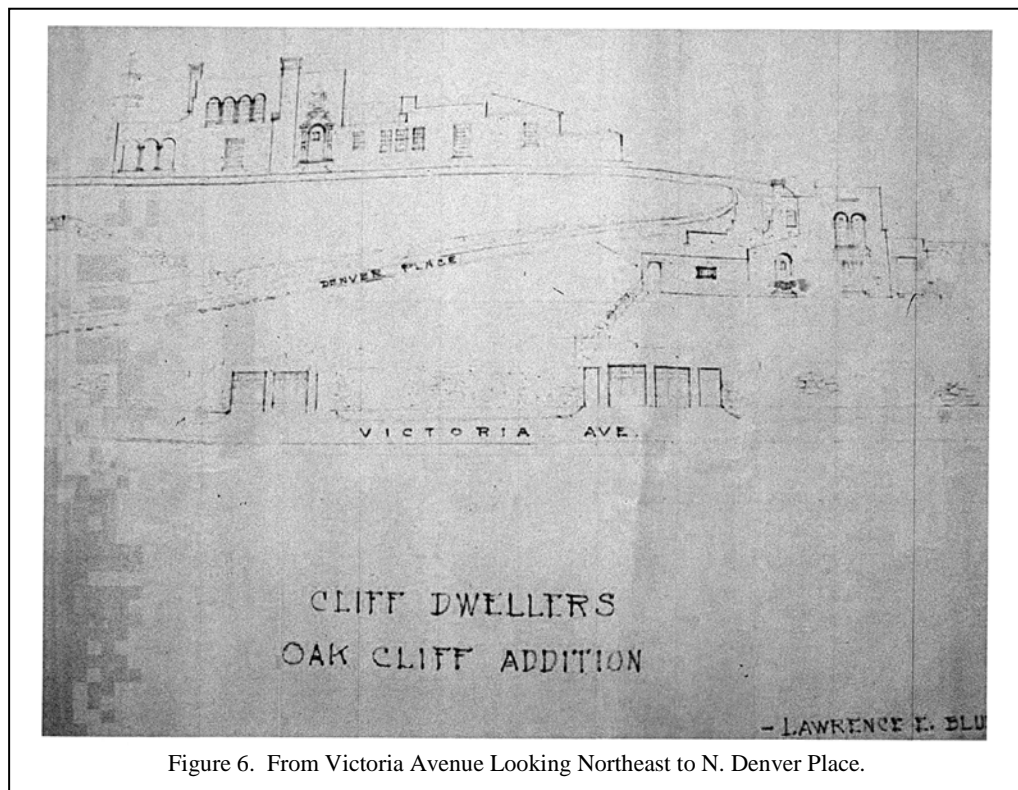 DENVER PLACE
VICTORIA AVE.
CLIFF DWELLERS
OAK CLIFF ADDITION
- LAWRENCE E. BLU
Figure 6. From Victoria Avenue Looking Northeast to N. Denver Place.